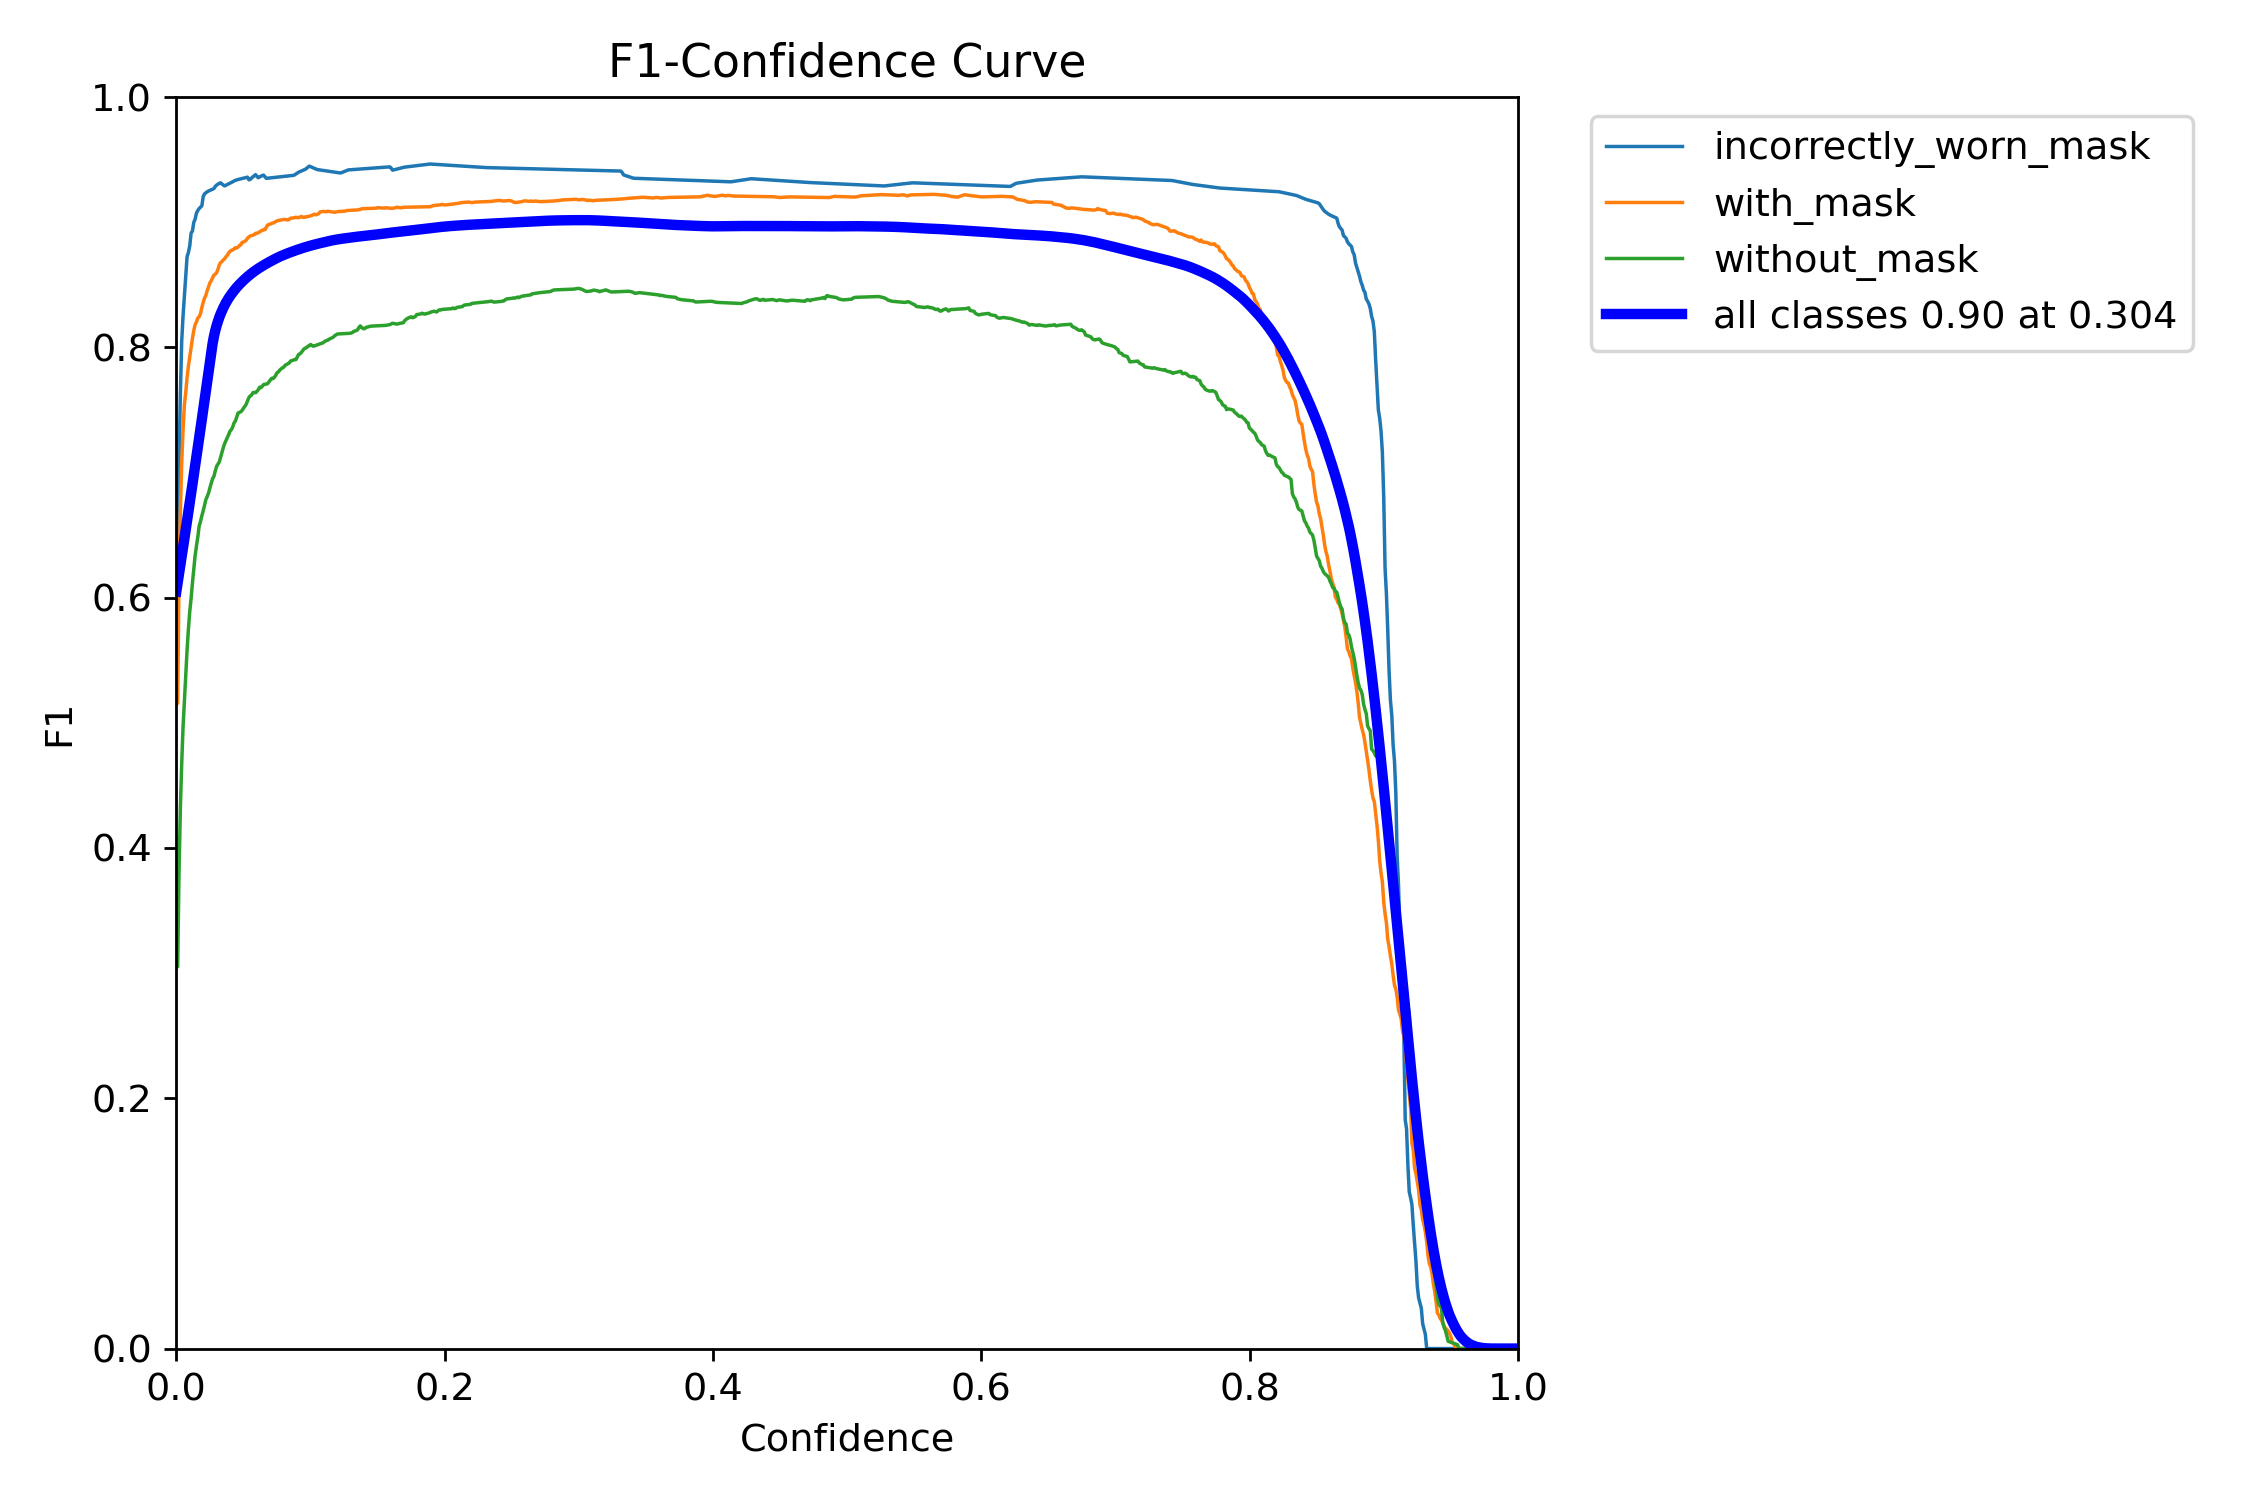 F1-Confidence Curve
1.0
0.8
0.6
0.4
0.2
0.0
F1
0.0 0.2 0.4 0.6 0.8 1.0
Confidence
incorrectly_worn_mask
with_mask
without_mask
all classes 0.90 at 0.304